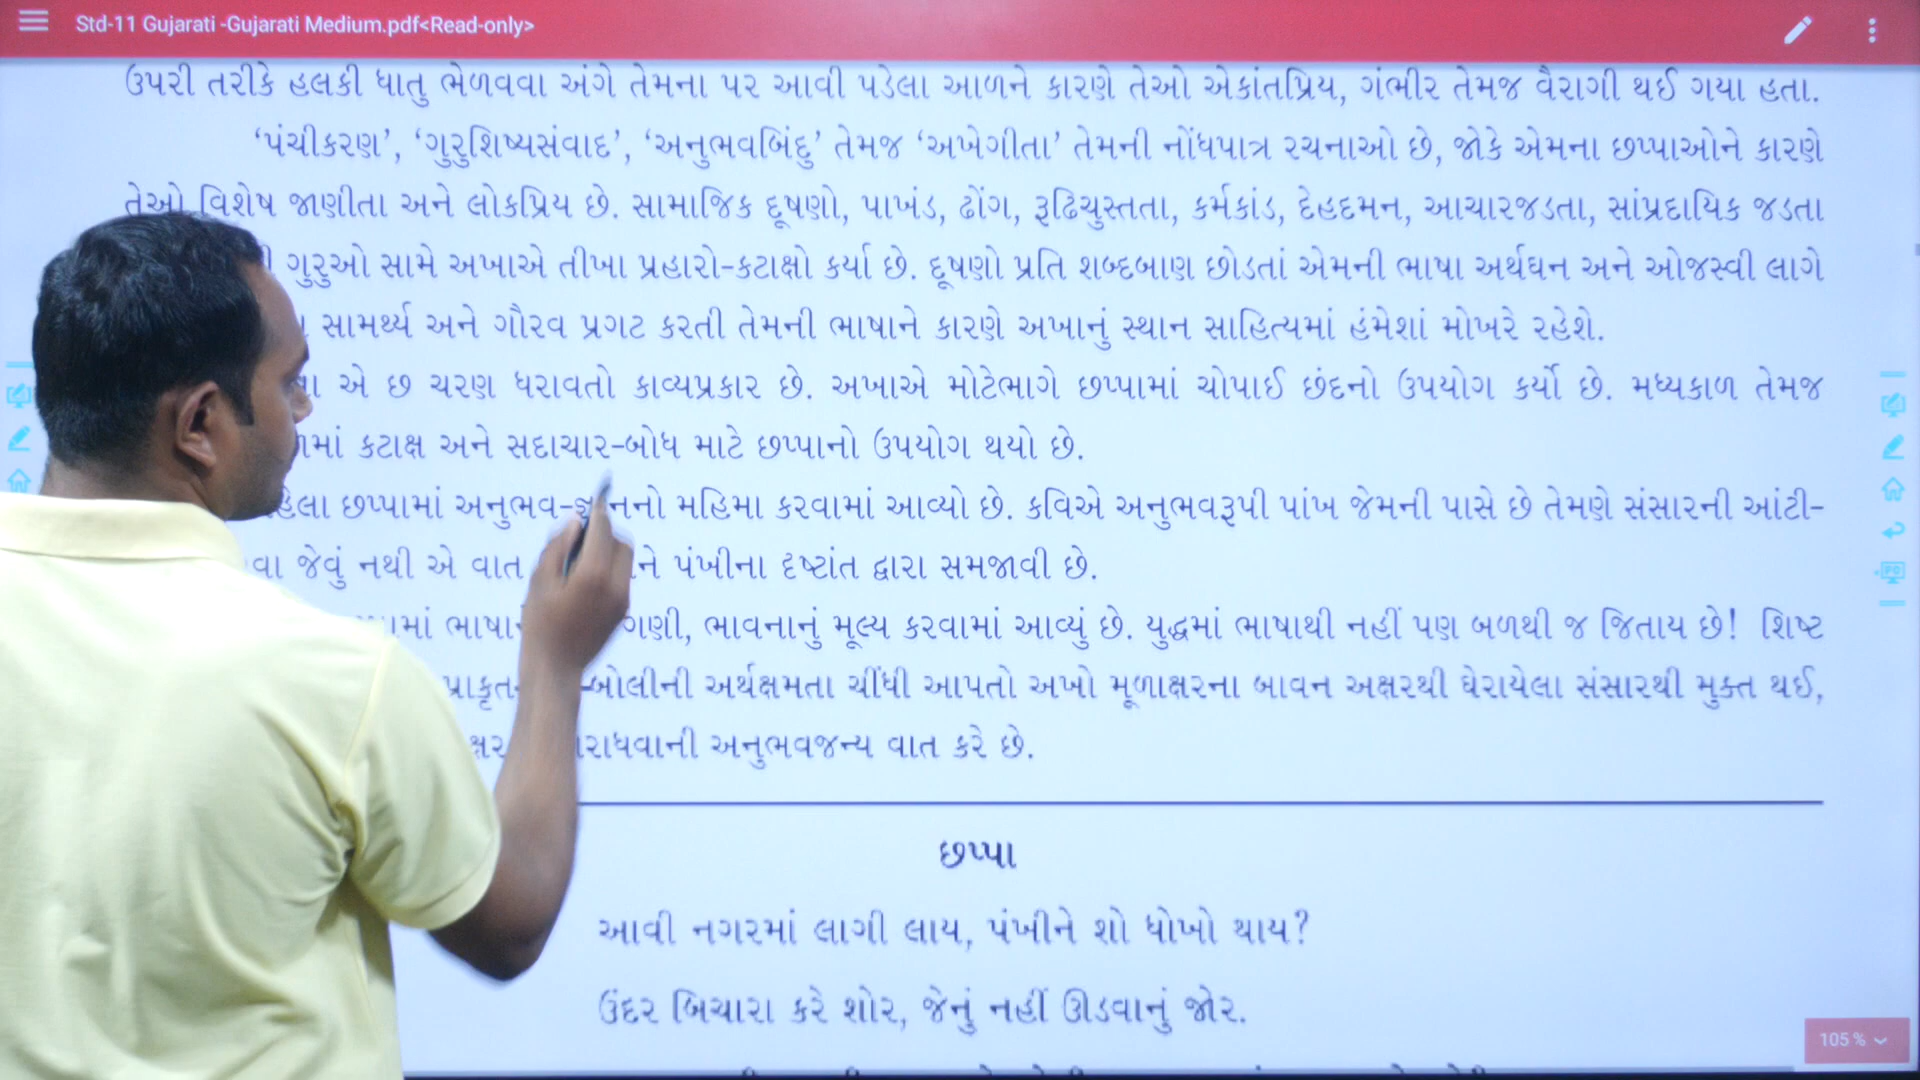 Std-11 Gujarati -Gujarati Medium.pdf<Read-only>
ઉપરી તરીકે હલકી ધાતુ ભેળવવા અંગે તેમના પર આવી પડેલા આળને કારણે તેઓ એકાંતપ્રિય, ગંભીર તેમજ વૈરાગી થઈ ગયા હતા.
‘પંચીકરણ’, ‘ગુરુશિષ્યસંવાદ’, ‘અનુભવબિંદુ’ તેમજ ‘અખેગીતા’ તેમની નોંધપાત્ર રચનાઓ છે, જોકે એમના છપ્પાઓને કારણે
તેઓ વિશેષ જાણીતા અને લોકપ્રિય છે. સામાજિક દૂષણો, પાખંડ, ઢોંગ, રૂઢિચુસ્તતા, કર્મકાંડ, દેહદમન, આચારજડતા, સાંપ્રદાયિક જડતા
ગુરુઓ સામે અખાએ તીખા પ્રહારો-કટાક્ષો કર્યા છે. દૂષણો પ્રતિ શબ્દબાણ છોડતાં એમની ભાષા અર્થઘન અને ઓજસ્વી લાગે
સામર્થ્ય અને ગૌરવ પ્રગટ કરતી તેમની ભાષાને કારણે અખાનું સ્થાન સાહિત્યમાં હંમેશાં મોખરે રહેશે.
એ છ ચરણ ધરાવતો કાવ્યપ્રકાર છે. અખાએ મોટેભાગે છપ્પામાં ચોપાઈ છંદનો ઉપયોગ કર્યો છે. મધ્યકાળ તેમજ
કટાક્ષ અને સદાચાર-બોધ માટે છપ્પાનો ઉપયોગ થયો છે.
છપ્પામાં અનુભવ-જ્ઞાનનો મહિમા કરવામાં આવ્યો છે. કવિએ અનુભવરૂપી પાંખ જેમની પાસે છે તેમણે સંસારની આંટી-
જેવું નથી એ વાત પંખીના દૃષ્ટાંત દ્વારા સમજાવી છે.
ભાવનાનું મૂલ્ય કરવામાં આવ્યું છે. યુદ્ધમાં ભાષાથી નહીં પણ બળથી જ જિતાય છે! શિષ્ટ
બોલીની અર્થક્ષમતા ચીંધી આપતો અખો મૂળાક્ષરના બાવન અક્ષરથી ઘેરાયેલા સંસારથી મુક્ત થઈ,
અનુભવજન્ય વાત કરે છે.
છપ્પા
આવી નગરમાં લાગી લાય, પંખીને શો ધોખો થાય?
ઉંદર બિચારા કરે શોર, જેનું નહીં ઊડવાનું જોર.
105 %